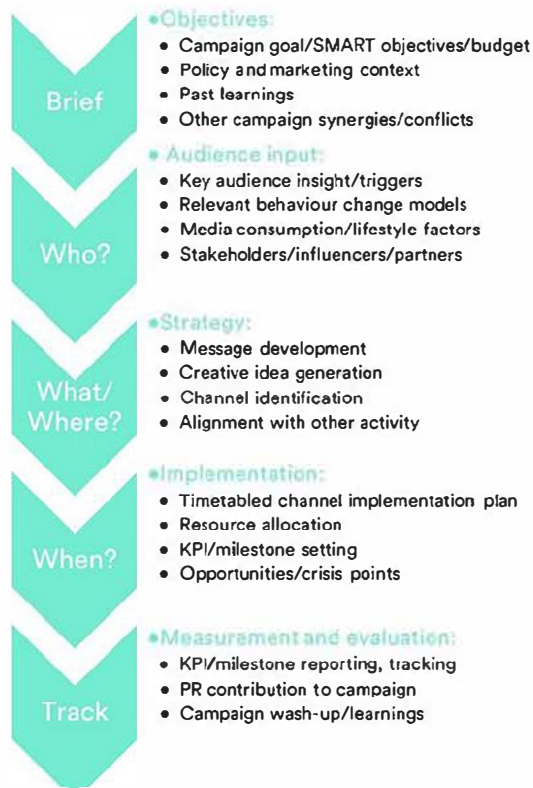 Brief
•Objectives:
• Campaign goal/SMART objectives/budget
• Policy and marketing context
• Past learnings
• Other campaign synergies/conflicts
Who?
• Audience input:
• Key audience insight/triggers
• Relevant behaviour change models
• Media consumption/lifestyle factors
• Stakeholders/influencers/partners
What/
Where?
•Strategy:
• Message development
• Creative idea generation
• Channel identification
• Alignment with other activity
When?
•Implementation:
• Timetabled channel implementation plan
• Resource allocation
• KPI/milestone setting
• Opportunities/crisis points
Track
•Measurement and evaluation:
• KPI/milestone reporting, tracking
• PR contribution to campaign
• Campaign wash-up/learnings